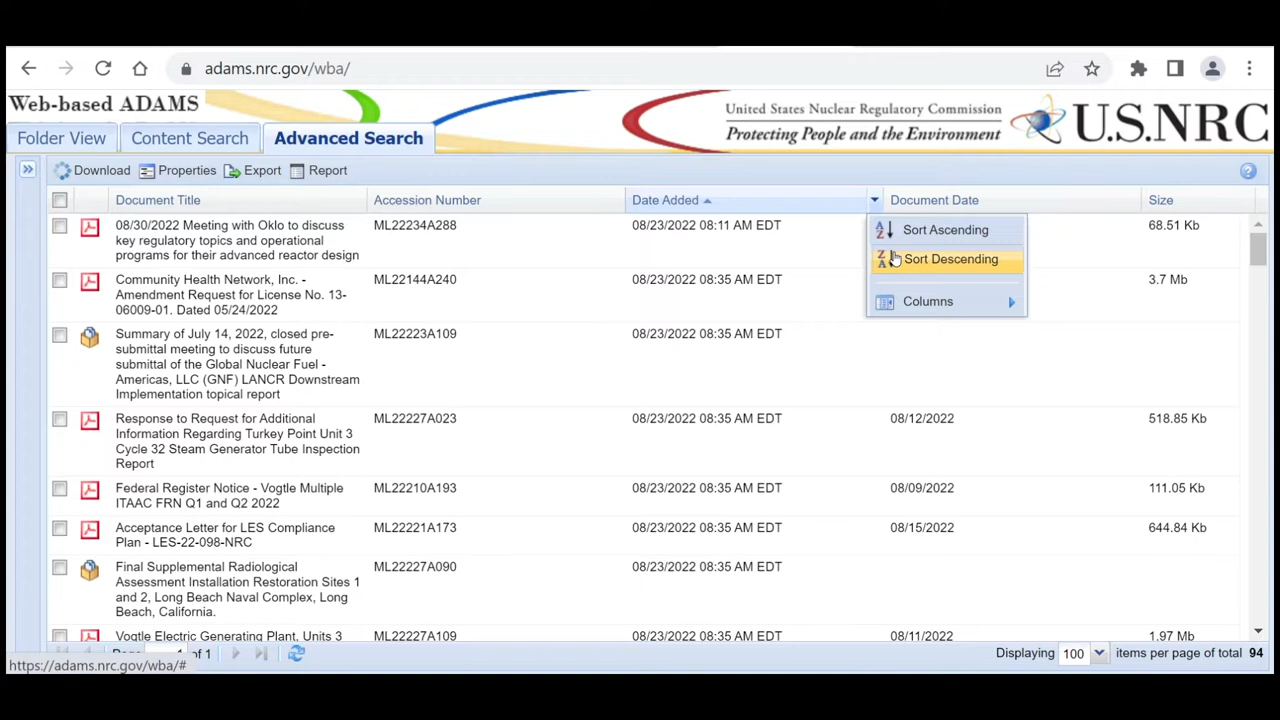 adams.nrc.gov/wba/
Web-based ADAMS
United States Nuclear Regulatory Commission
Protecting People and the Environment
U.S.NRC
Folder View
Content Search
Advanced Search
Download
Properties
Export
Report
Document Title
Accession Number
Date Added
Document Date
Size
Sort Ascending
Sort Descending
Columns
08/30/2022 Meeting with Oklo to discuss
key regulatory topics and operational
programs for their advanced reactor design
ML22234A288
08/23/2022 08:11 AM EDT
68.51 Kb
Community Health Network, Inc. -
Amendment Request for License No. 13-
06009-01. Dated 05/24/2022
ML22144A240
08/23/2022 08:35 AM EDT
3.7 Mb
Summary of July 14, 2022, closed pre-
submittal meeting to discuss future
submittal of the Global Nuclear Fuel -
Americas, LLC (GNF) LANCR Downstream
Implementation topical report
ML22223A109
08/23/2022 08:35 AM EDT
Response to Request for Additional
Information Regarding Turkey Point Unit 3
Cycle 32 Steam Generator Tube Inspection
Report
ML22227A023
08/23/2022 08:35 AM EDT
08/12/2022
518.85 Kb
Federal Register Notice - Vogtle Multiple
ITAAC FRN Q1 and Q2 2022
ML22210A193
08/23/2022 08:35 AM EDT
08/09/2022
111.05 Kb
Acceptance Letter for LES Compliance
Plan - LES-22-098-NRC
ML22221A173
08/23/2022 08:35 AM EDT
08/15/2022
644.84 Kb
Final Supplemental Radiological
Assessment Installation Restoration Sites 1
and 2, Long Beach Naval Complex, Long
Beach, California.
ML22227A090
08/23/2022 08:35 AM EDT
Vogtle Electric Generating Plant, Units 3
ML22227A109
08/23/2022 08:35 AM EDT
08/11/2022
1.97 Mb
Page 1 of 1
Displaying 100 items per page of total 94
https://adams.nrc.gov/wba/#